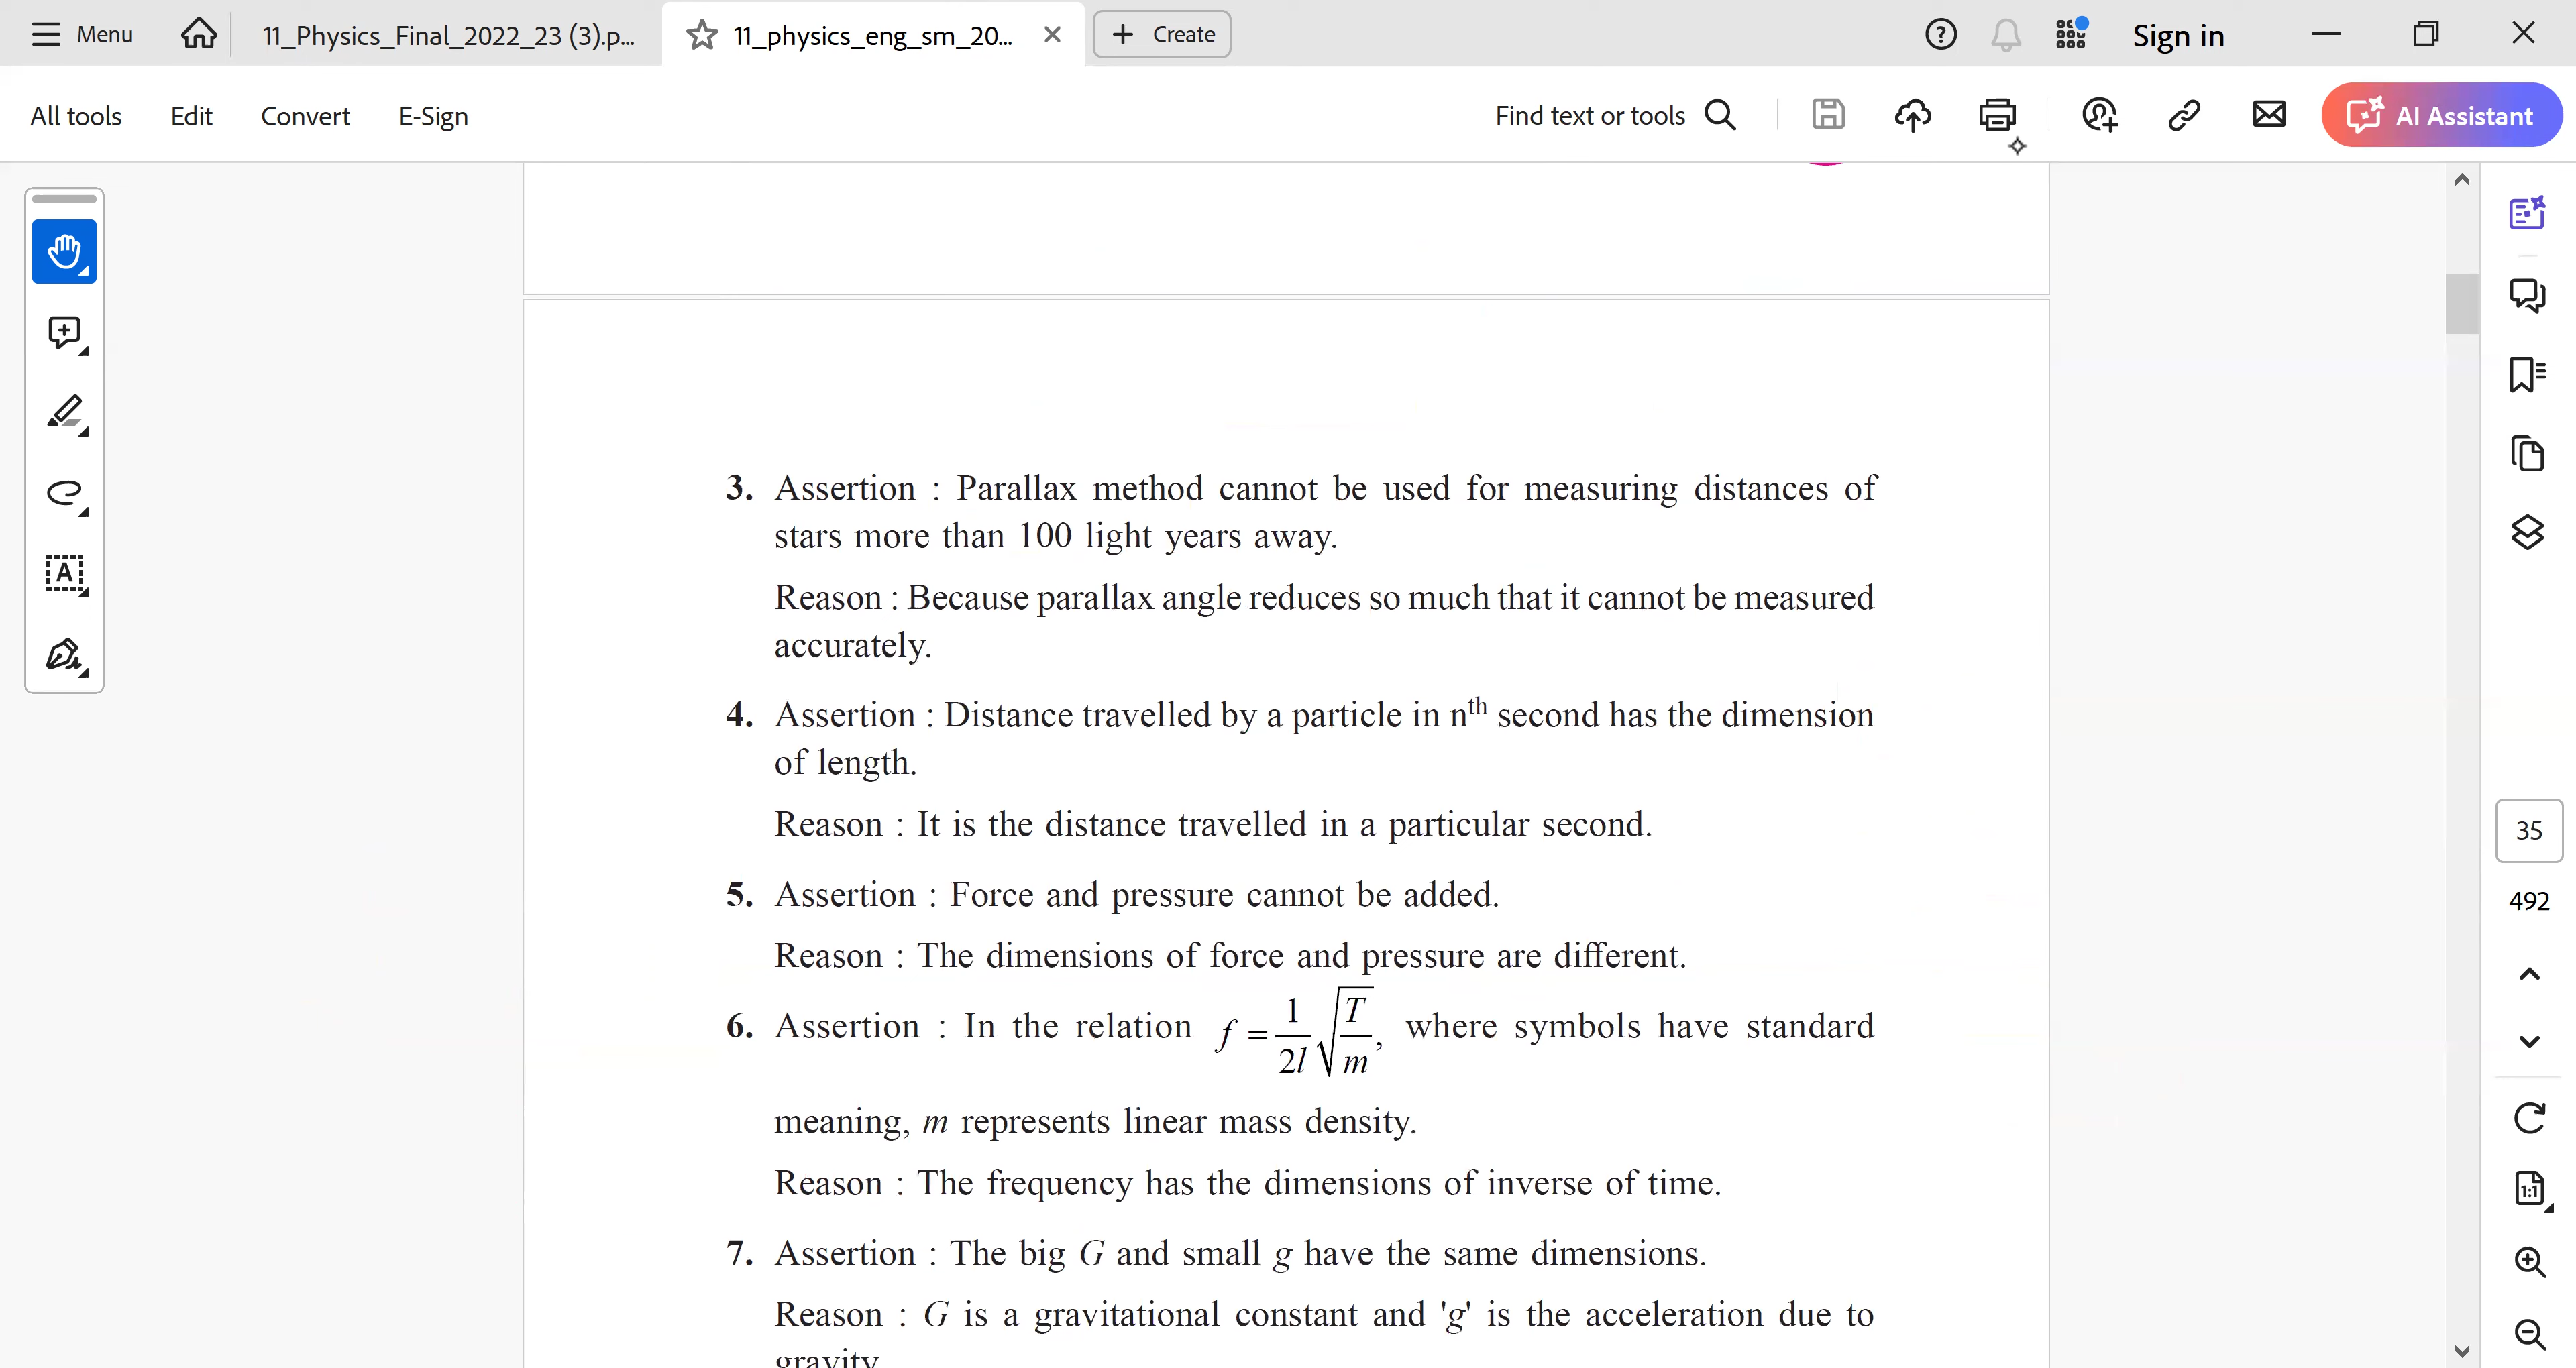 Menu
11_Physics_Final_2022_23 (3).p...
11_physics_eng_sm_20...
Create
Sign in
All tools
Edit
Convert
E-Sign
Find text or tools
AI Assistant
3. Assertion : Parallax method cannot be used for measuring distances of
stars more than 100 light years away.
Reason : Because parallax angle reduces so much that it cannot be measured
accurately.
4. Assertion : Distance travelled by a particle in nth second has the dimension
of length.
Reason : It is the distance travelled in a particular second.
5. Assertion : Force and pressure cannot be added.
Reason : The dimensions of force and pressure are different.
6. Assertion : In the relation f = 1/2l √T/m, where symbols have standard
meaning, m represents linear mass density.
Reason : The frequency has the dimensions of inverse of time.
7. Assertion : The big G and small g have the same dimensions.
Reason : G is a gravitational constant and 'g' is the acceleration due to
gravity
35
492
1:1